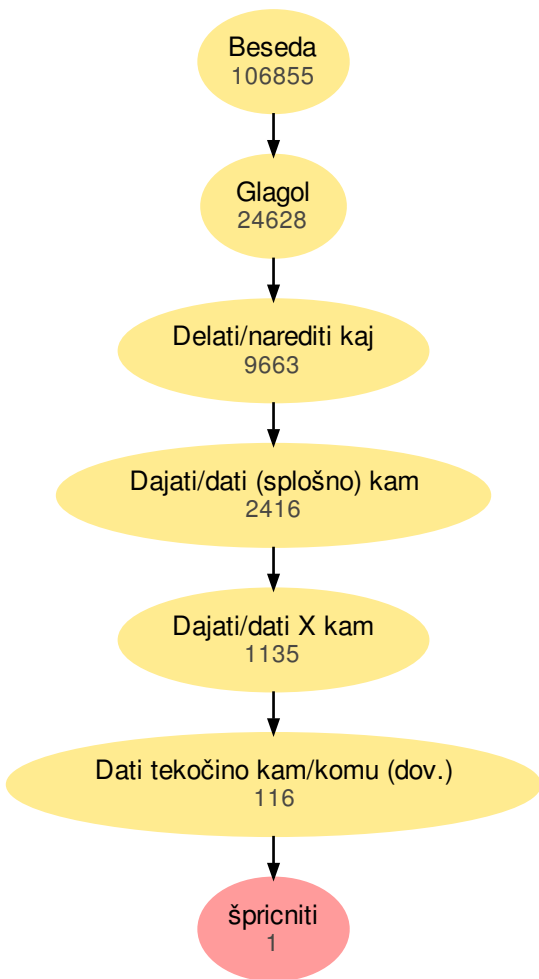 Beseda
106855
Glagol
24628
Delati/narediti kaj
9663
Dajati/dati (splošno) kam
2416
Dajati/dati X kam
1135
Dati tekočino kam/komu (dov.)
116
špricniti
1